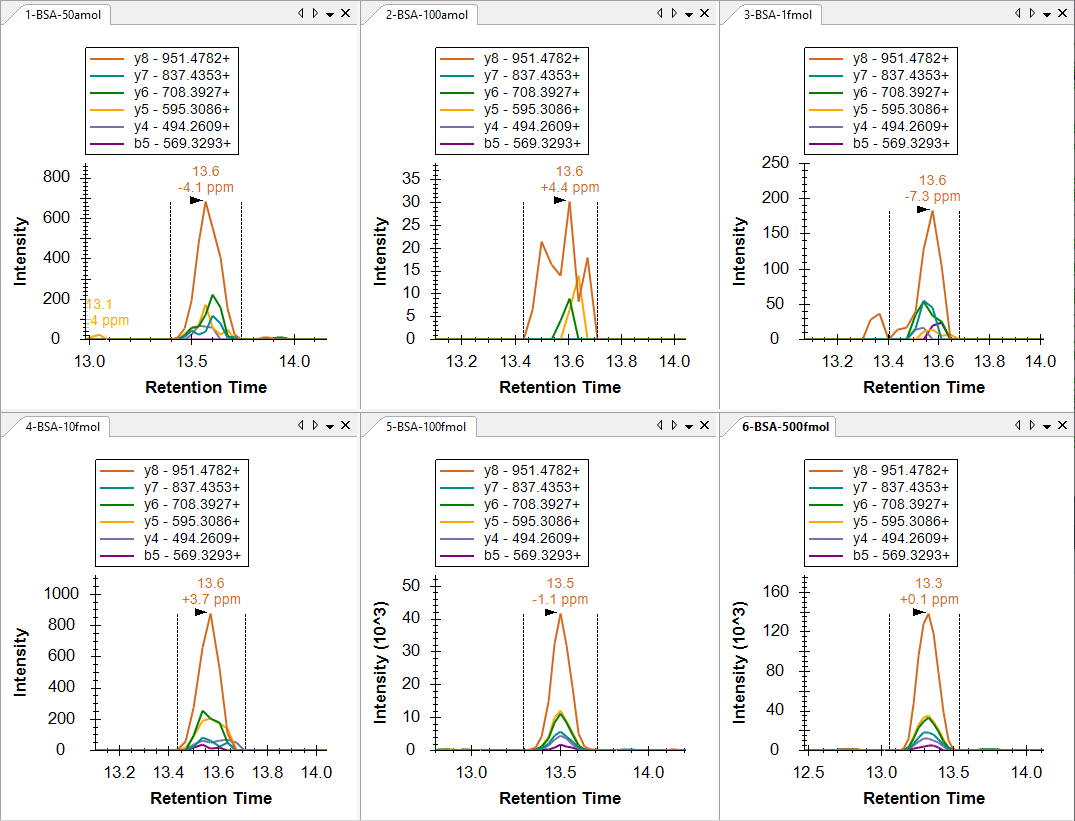 1-BSA-50amol
y8 - 951.4782+
y7 - 837.4353+
y6 - 708.3927+
y5 - 595.3086+
y4 - 494.2609+
b5 - 569.3293+
13.6
-4.1 ppm
13.1
-4 ppm
800
600
400
200
0
Intensity
13.0 13.5 14.0
Retention Time
2-BSA-100amol
y8 - 951.4782+
y7 - 837.4353+
y6 - 708.3927+
y5 - 595.3086+
y4 - 494.2609+
b5 - 569.3293+
13.6
+4.4 ppm
35
30
25
20
15
10
5
0
Intensity
13.2 13.4 13.6 13.8 14.0
Retention Time
3-BSA-1fmol
y8 - 951.4782+
y7 - 837.4353+
y6 - 708.3927+
y5 - 595.3086+
y4 - 494.2609+
b5 - 569.3293+
13.6
-7.3 ppm
250
200
150
100
50
0
Intensity
13.2 13.4 13.6 13.8 14.0
Retention Time
4-BSA-10fmol
y8 - 951.4782+
y7 - 837.4353+
y6 - 708.3927+
y5 - 595.3086+
y4 - 494.2609+
b5 - 569.3293+
13.6
+3.7 ppm
1000
800
600
400
200
0
Intensity
13.2 13.4 13.6 13.8 14.0
Retention Time
5-BSA-100fmol
y8 - 951.4782+
y7 - 837.4353+
y6 - 708.3927+
y5 - 595.3086+
y4 - 494.2609+
b5 - 569.3293+
13.5
-1.1 ppm
50
40
30
20
10
0
Intensity (10^3)
13.0 13.5 14.0
Retention Time
6-BSA-500fmol
y8 - 951.4782+
y7 - 837.4353+
y6 - 708.3927+
y5 - 595.3086+
y4 - 494.2609+
b5 - 569.3293+
13.3
+0.1 ppm
160
120
80
40
0
Intensity (10^3)
12.5 13.0 13.5 14.0
Retention Time